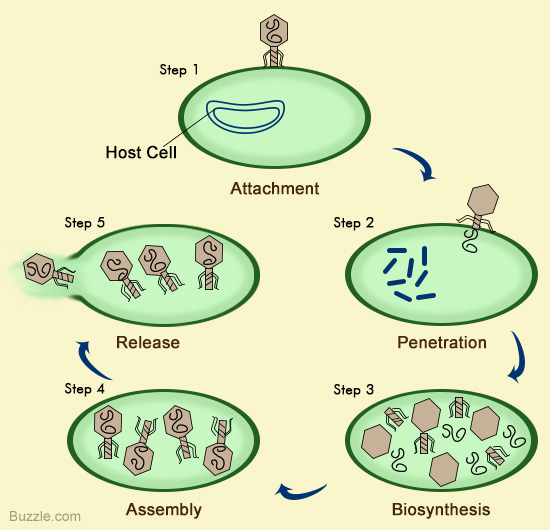 Step 1
Host Cell
Attachment
Step 2
Penetration
Step 3
Biosynthesis
Step 4
Assembly
Step 5
Release
Buzzle.com